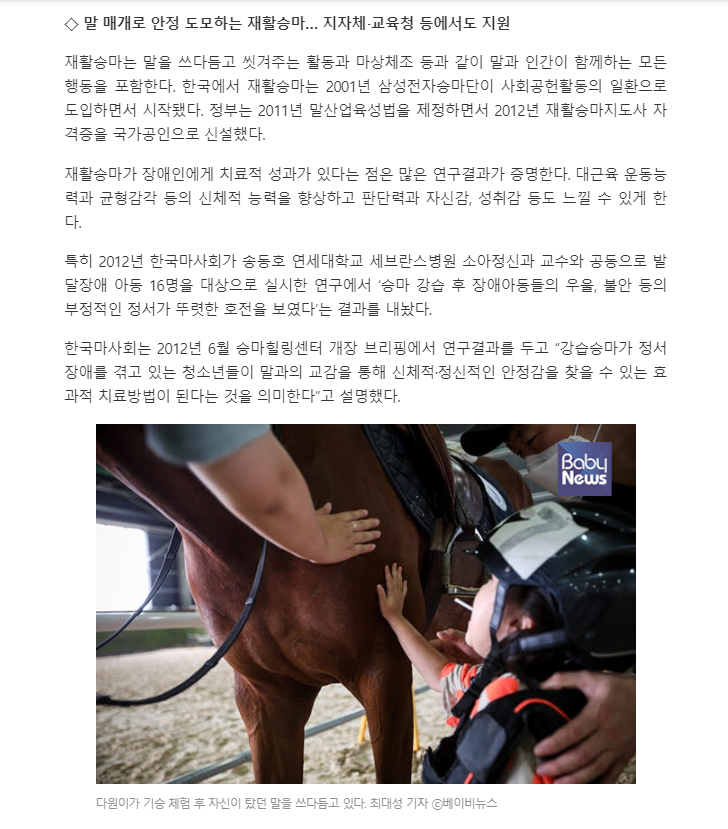 ◇ 말 매개로 안정 도모하는 재활승마… 지자체·교육청 등에서도 지원
재활승마는 말을 쓰다듬고 씻겨주는 활동과 마상체조 등과 같이 말과 인간이 함께하는 모든
행동을 포함한다. 한국에서 재활승마는 2001년 삼성전자승마단이 사회공헌활동의 일환으로
도입하면서 시작됐다. 정부는 2011년 말산업육성법을 제정하면서 2012년 재활승마지도사 자
격증을 국가공인으로 신설했다.
재활승마가 장애인에게 치료적 성과가 있다는 점은 많은 연구결과가 증명한다. 대근육 운동능
력과 균형감각 등의 신체적 능력을 향상하고 판단력과 자신감, 성취감 등도 느낄 수 있게 한
다.
특히 2012년 한국마사회가 송동호 연세대학교 세브란스병원 소아정신과 교수와 공동으로 발
달장애 아동 16명을 대상으로 실시한 연구에서 ‘승마 강습 후 장애아동들의 우울, 불안 등의
부정적인 정서가 뚜렷한 호전을 보였다’는 결과를 내놨다.
한국마사회는 2012년 6월 승마힐링센터 개장 브리핑에서 연구결과를 두고 “강습승마가 정서
장애를 겪고 있는 청소년들이 말과의 교감을 통해 신체적·정신적인 안정감을 찾을 수 있는 효
과적 치료방법이 된다는 것을 의미한다”고 설명했다.
Baby
News
다원이가 기승 체험 후 자신이 탔던 말을 쓰다듬고 있다. 최대성 기자 ⓒ베이비뉴스